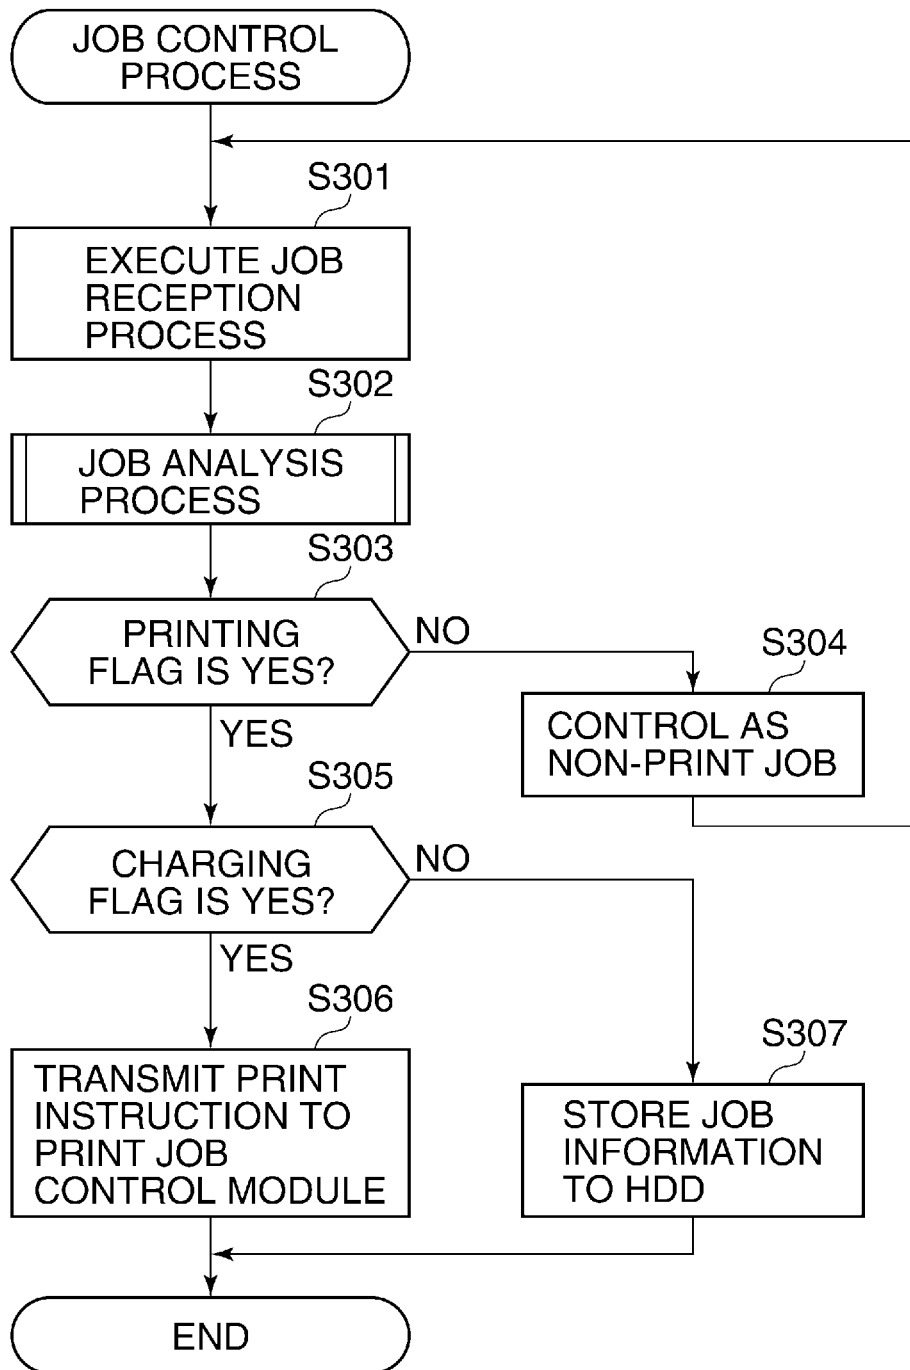 JOB CONTROL
PROCESS
S301
EXECUTE JOB
RECEPTION
PROCESS
S302
JOB ANALYSIS
PROCESS
S303
PRINTING
FLAG IS YES?
NO
YES
S304
CONTROL AS
NON-PRINT JOB
S305
CHARGING
FLAG IS YES?
NO
YES
S306
TRANSMIT PRINT
INSTRUCTION TO
PRINT JOB
CONTROL MODULE
S307
STORE JOB
INFORMATION
TO HDD
END